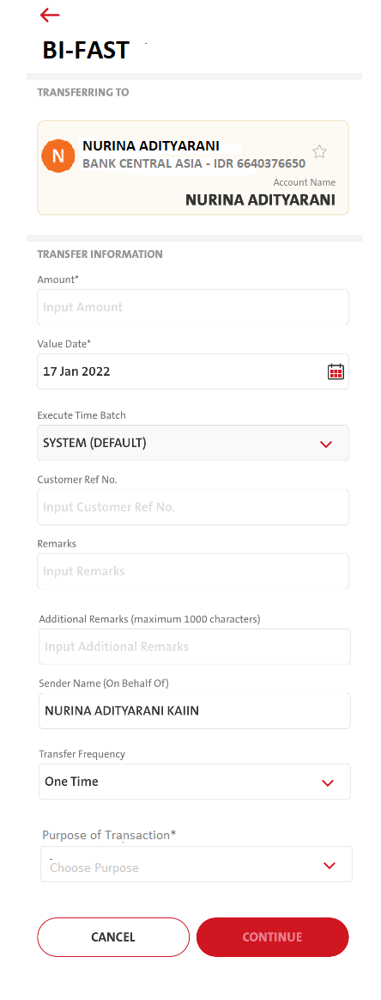 BI-FAST
TRANSFERRING TO
N
NURINA ADITYARANI
BANK CENTRAL ASIA - IDR 6640376650
Account Name
NURINA ADITYARANI
TRANSFER INFORMATION
Amount*
Input Amount
Value Date*
17 Jan 2022
Execute Time Batch
SYSTEM (DEFAULT)
Customer Ref No.
Input Customer Ref No.
Remarks
Input Remarks
Additional Remarks (maximum 1000 characters)
Input Additional Remarks
Sender Name (On Behalf Of)
NURINA ADITYARANI KAIIN
Transfer Frequency
One Time
Purpose of Transaction*
Choose Purpose
CANCEL
CONTINUE